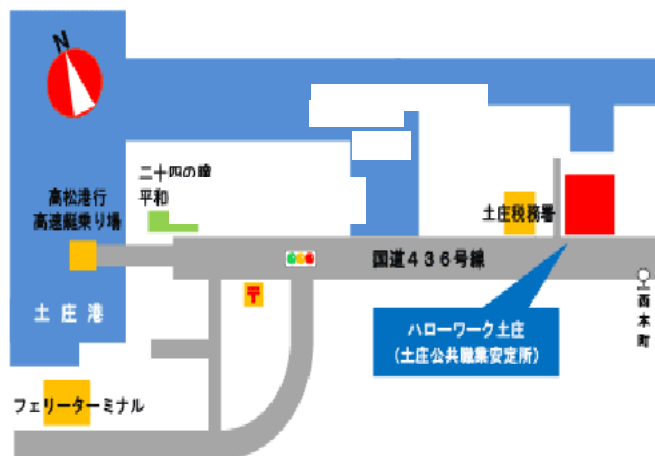 N
二十四の瞳
平和
高松港行
高速艇乗り場
土庄税務署
国道４３６号線
〒
土 庄 港
西本町
ハローワーク土庄
（土庄公共職業安定所）
フェリーターミナル